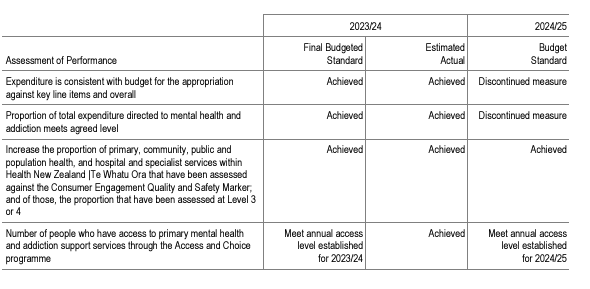 2023/24 2024/25
Final Budgeted Estimated Budget
Assessment of Performance Standard Actual Standard
Expenditure is consistent with budget for the appropriation Achieved Achieved Discontinued measure
against key line items and overall
Proportion of total expenditure directed to mental health and Achieved Achieved Discontinued measure
addiction meets agreed level
Increase the proportion of primary, community, public and Achieved Achieved Achieved
population health, and hospital and specialist services within
Health New Zealand |Te Whatu Ora that have been assessed
against the Consumer Engagement Quality and Safety Marker;
and of those, the proportion that have been assessed at Level 3
or 4
Number of people who have access to primary mental health Meet annual access Achieved Meet annual access
and addiction support services through the Access and Choice level established level established
programme for 2023/24 for 2024/25